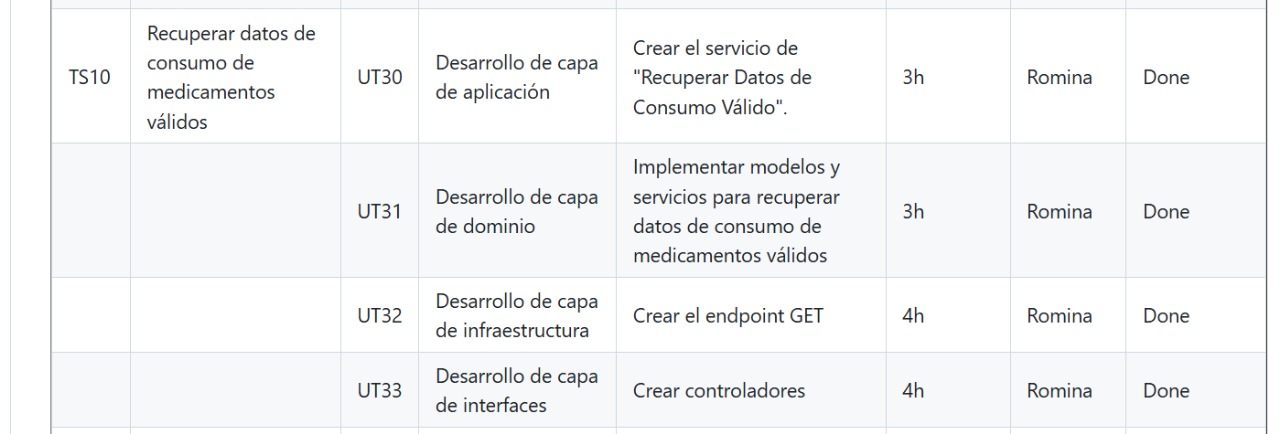 TS10
Recuperar datos de
consumo de
medicamentos
válidos
UT30
Desarrollo de capa
de aplicación
Crear el servicio de
"Recuperar Datos de
Consumo Válido".
3h
Romina
Done
UT31
Desarrollo de capa
de dominio
Implementar modelos y
servicios para recuperar
datos de consumo de
medicamentos válidos
3h
Romina
Done
UT32
Desarrollo de capa
de infraestructura
Crear el endpoint GET
4h
Romina
Done
UT33
Desarrollo de capa
de interfaces
Crear controladores
4h
Romina
Done